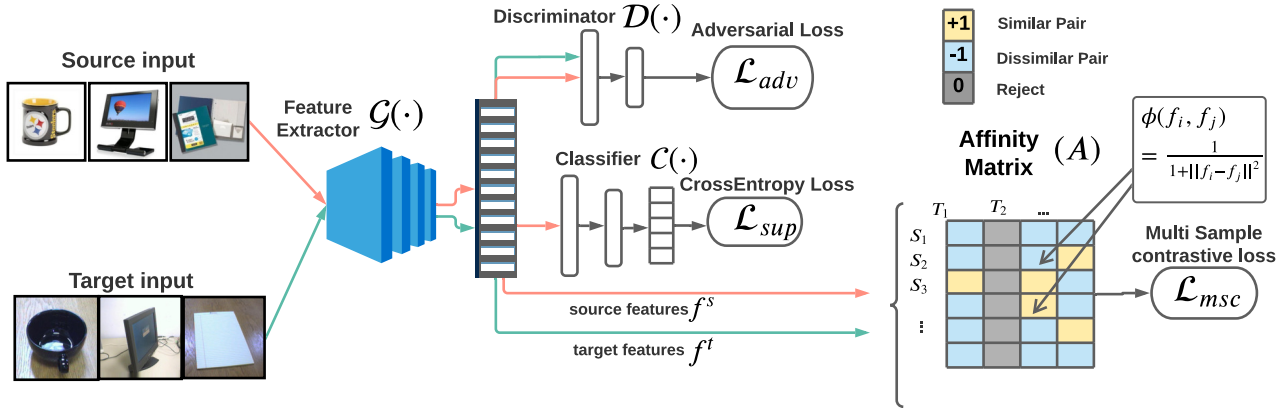 Source input
Target input
Feature
Extractor G(·)
Discriminator D(·)
Adversarial Loss
L_adv
Classifier C(·)
CrossEntropy Loss
L_sup
source features f^s
target features f^t
+1 Similar Pair
-1 Dissimilar Pair
0 Reject
Affinity
Matrix (A)
ϕ(f_i, f_j)
= 1 / 1+||f_i−f_j||^2
T_1 T_2 ...
S_1
S_2
S_3
⋮
Multi Sample
contrastive loss
L_msc